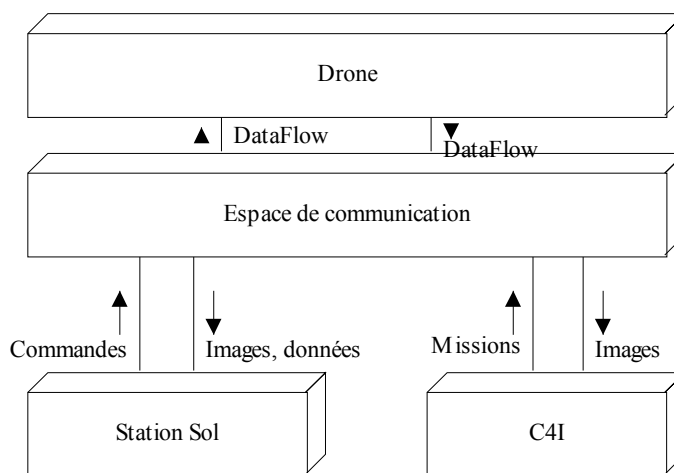 Drone
DataFlow
DataFlow
Espace de communication
Commandes
Images, données
Missions
Images
Station Sol
C4I